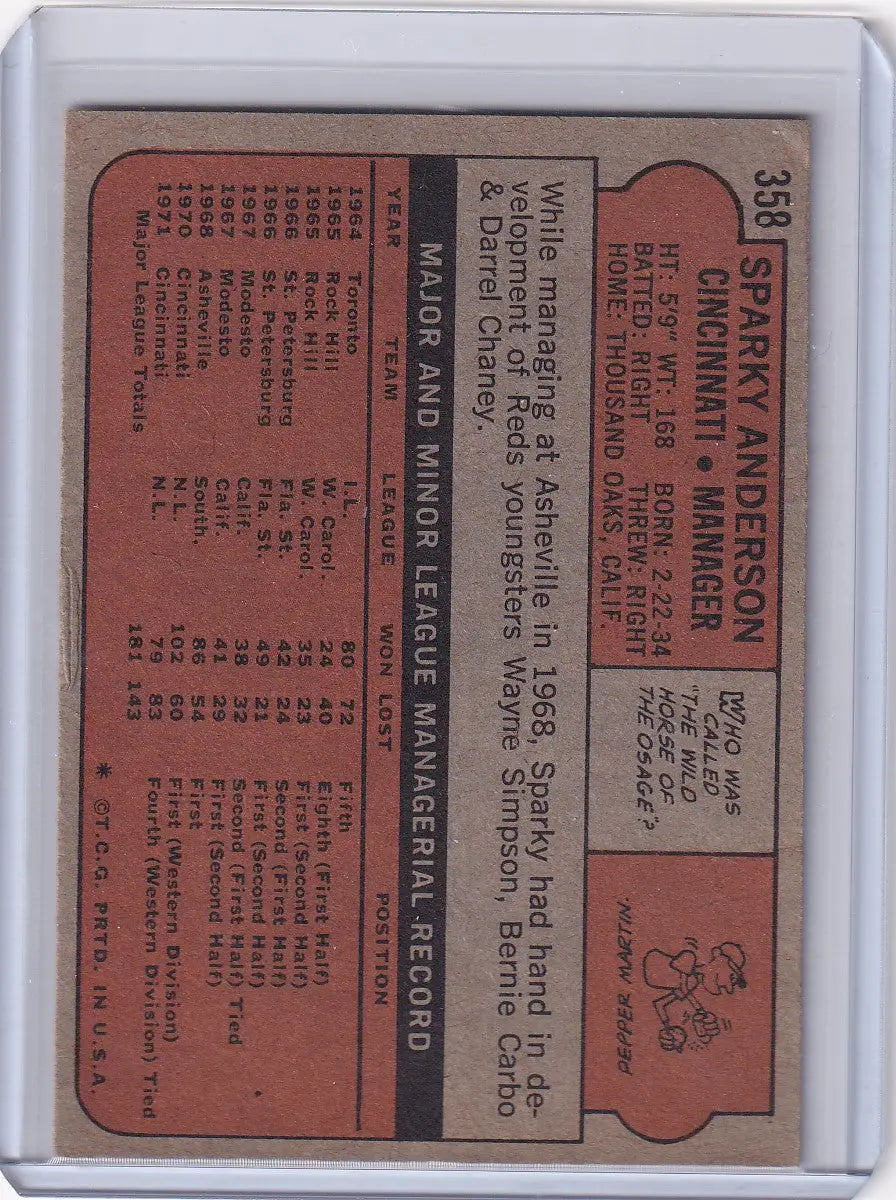 358
SPARKY ANDERSON
CINCINNATI • MANAGER
HT: 5'9" WT: 168 BORN: 2-22-34
BATTED: RIGHT THREW: RIGHT
HOME: THOUSAND OAKS, CALIF.
WHO WAS
CALLED
"THE WILD
HORSE OF
THE OSAGE"?
PEPPER MARTIN.
While managing at Asheville in 1968, Sparky had hand in de-
velopment of Reds youngsters Wayne Simpson, Bernie Carbo
& Darrel Chaney.
MAJOR AND MINOR LEAGUE MANAGERIAL RECORD
YEAR TEAM LEAGUE WON LOST POSITION
1964 Toronto I.L. 80 72 Fifth
1965 Rock Hill W. Carol. 24 40 Eighth (First Half)
1965 Rock Hill W. Carol. 35 23 First (Second Half)
1966 St. Petersburg Fla. St. 42 24 Second (First Half)
1966 St. Petersburg Fla. St. 49 21 First (Second Half)
1967 Modesto Calif. 38 32 Second (First Half) Tied
1967 Modesto Calif. 41 29 First (Second Half)
1968 Asheville South. 86 54 First
1970 Cincinnati N.L. 102 60 First (Western Division)
1971 Cincinnati N.L. 79 83 Fourth (Western Division) Tied
Major League Totals 181 143
* ©T.C.G. PRTD. IN U.S.A.